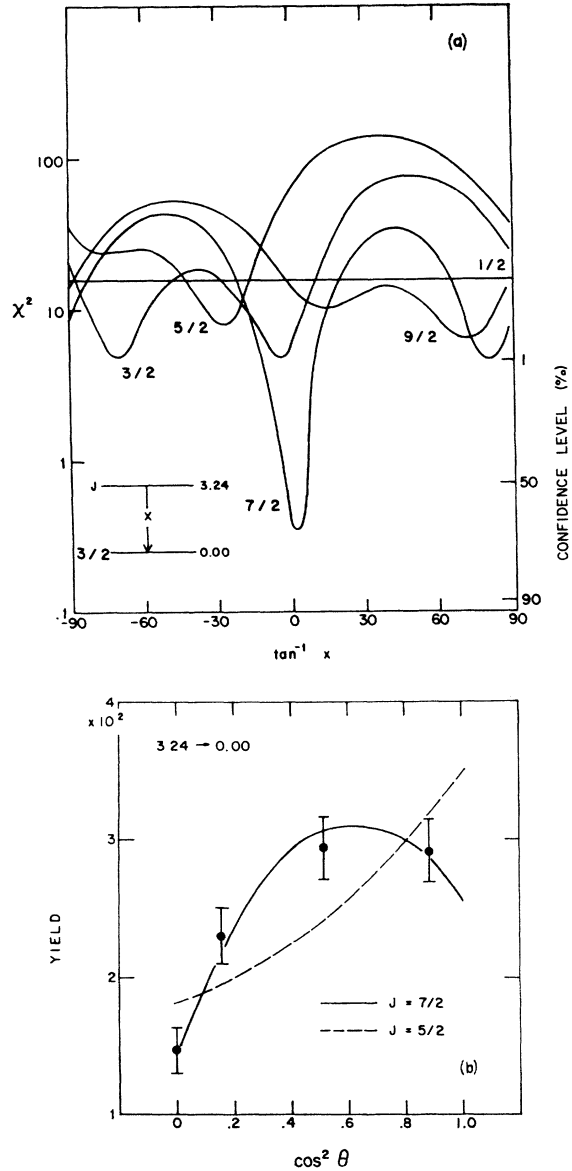 (a)
100
10
1
.1
χ²
1/2
5/2
9/2
3/2
7/2
J 3.24
x
3/2 0.00
1
50
90
CONFIDENCE LEVEL (%)
-90 -60 -30 0 30 60 90
tan⁻¹ x
4
x 10²
3 24 → 0.00
3
2
1
YIELD
J = 7/2
J = 5/2
(b)
0 .2 .4 .6 .8 1.0
cos² θ